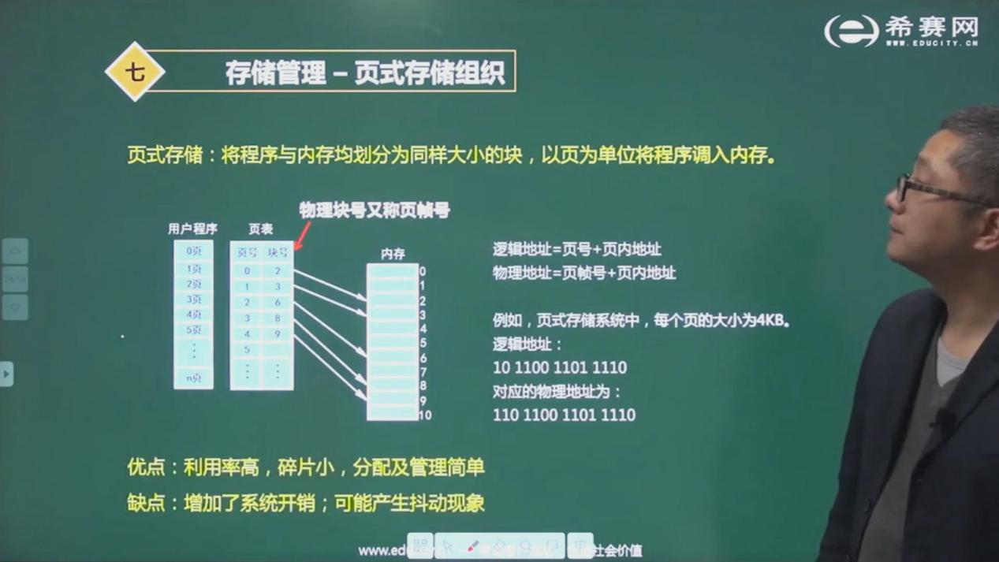 希赛网
WWW.EDUCITY.CN
七
存储管理 – 页式存储组织
页式存储：将程序与内存均划分为同样大小的块，以页为单位将程序调入内存。
物理块号又称页帧号
用户程序
0页
1页
2页
3页
4页
5页
⋮
n页
页表
页号 块号
0 2
1 3
2 6
3 8
4 9
5
⋮ ⋮
内存
0
1
2
3
4
5
6
7
8
9
10
逻辑地址=页号+页内地址
物理地址=页帧号+页内地址
例如，页式存储系统中，每个页的大小为4KB。
逻辑地址：
10 1100 1101 1110
对应的物理地址为：
110 1100 1101 1110
优点：利用率高，碎片小，分配及管理简单
缺点：增加了系统开销；可能产生抖动现象
www.ed
社会价值